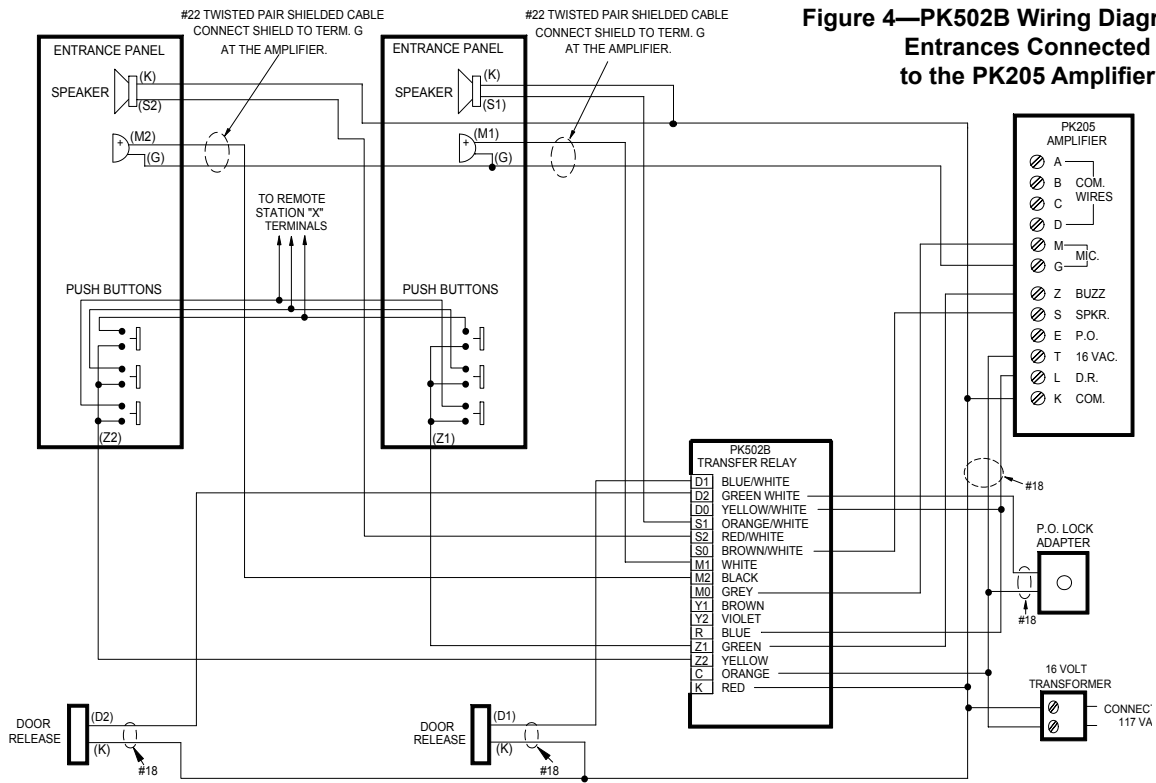 #22 TWISTED PAIR SHIELDED CABLE
CONNECT SHIELD TO TERM. G
AT THE AMPLIFIER.
#22 TWISTED PAIR SHIELDED CABLE
CONNECT SHIELD TO TERM. G
AT THE AMPLIFIER.
Figure 4—PK502B Wiring Diagr
Entrances Connected
to the PK205 Amplifier
ENTRANCE PANEL
SPEAKER
(K)
(S2)
+
(M2)
(G)
PUSH BUTTONS
(Z2)
TO REMOTE
STATION "X"
TERMINALS
ENTRANCE PANEL
SPEAKER
(K)
(S1)
+
(M1)
(G)
PUSH BUTTONS
(Z1)
PK205
AMPLIFIER
A
B COM.
WIRES
C
D
M
MIC.
G
Z BUZZ
S SPKR.
E P.O.
T 16 VAC.
L D.R.
K COM.
#18
PK502B
TRANSFER RELAY
D1 BLUE/WHITE
D2 GREEN WHITE
D0 YELLOW/WHITE
S1 ORANGE/WHITE
S2 RED/WHITE
S0 BROWN/WHITE
M1 WHITE
M2 BLACK
M0 GREY
Y1 BROWN
Y2 VIOLET
R BLUE
Z1 GREEN
Z2 YELLOW
C ORANGE
K RED
P.O. LOCK
ADAPTER
#18
16 VOLT
TRANSFORMER
CONNEC
117 VA
DOOR
RELEASE
(D2)
(K)
#18
DOOR
RELEASE
(D1)
(K)
#18